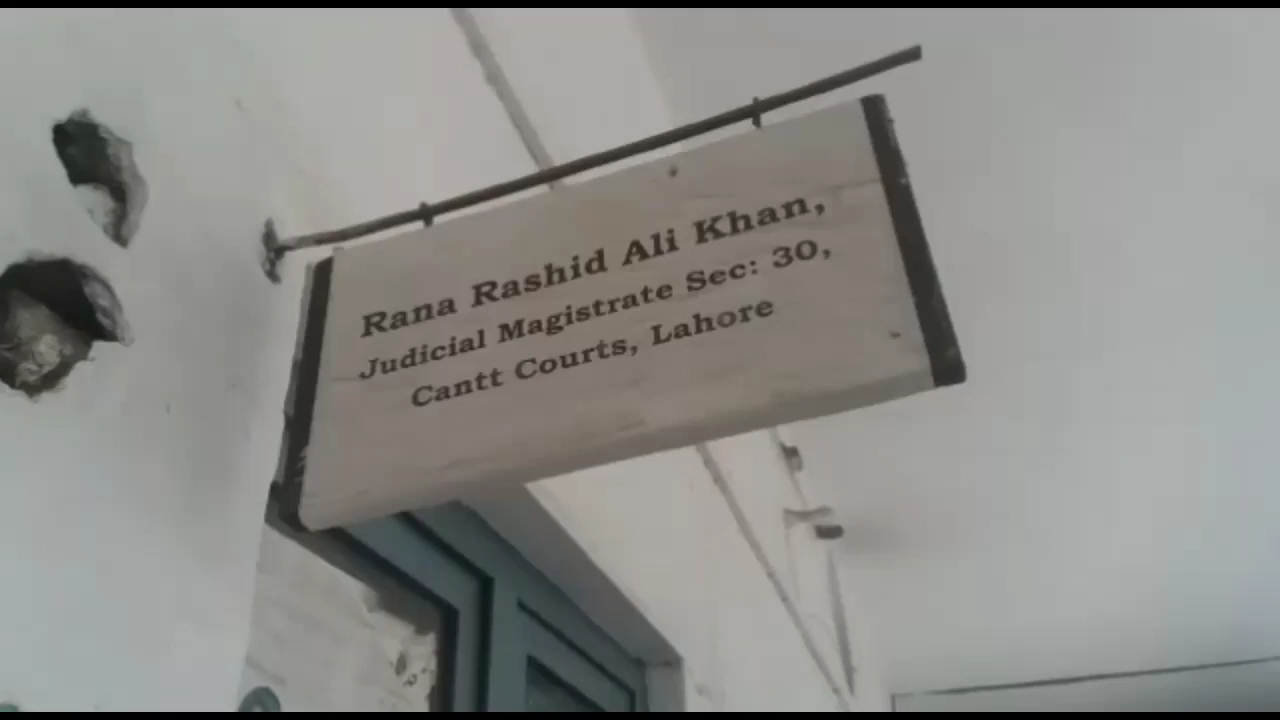 Rana Rashid Ali Khan,
Judicial Magistrate Sec: 30,
Cantt Courts, Lahore